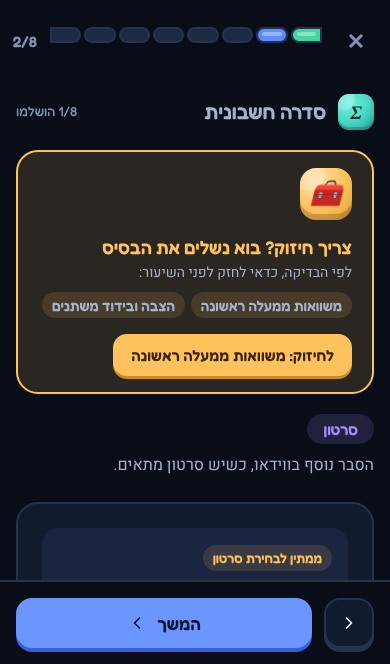 2/8
סדרה חשבונית
1/8 הושלמו
צריך חיזוק? בוא נשלים את הבסיס
לפי הבדיקה, כדאי לחזק לפני השיעור:
משוואות ממעלה ראשונה
הצבה ובידוד משתנים
לחיזוק: משוואות ממעלה ראשונה
סרטון
הסבר נוסף בווידאו, כשיש סרטון מתאים.
ממתין לבחירת סרטון
המשך